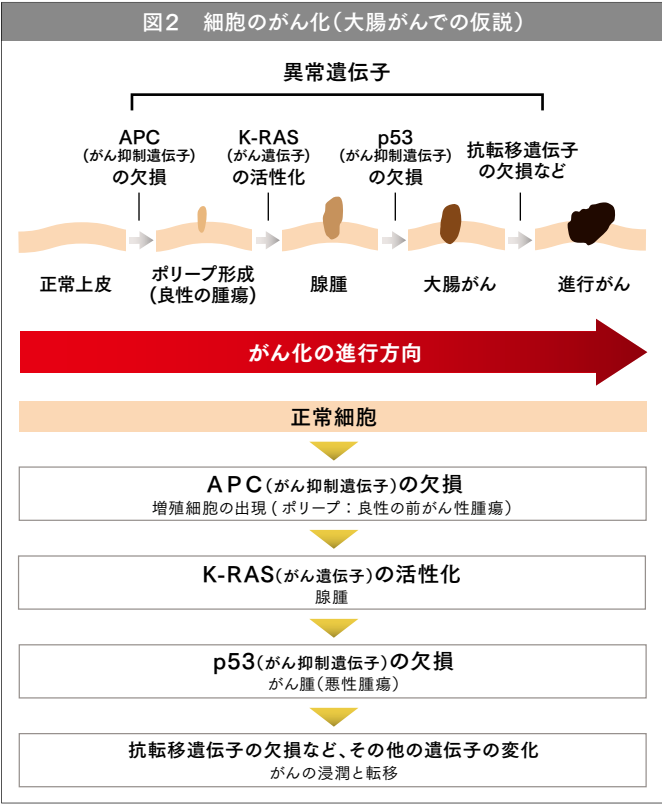 図2　細胞のがん化（大腸がんでの仮説）
異常遺伝子
APC
（がん抑制遺伝子）
の欠損
K-RAS
（がん遺伝子）
の活性化
p53
（がん抑制遺伝子）
の欠損
抗転移遺伝子
の欠損など
正常上皮
ポリープ形成
（良性の腫瘍）
腺腫
大腸がん
進行がん
がん化の進行方向
正常細胞
APC（がん抑制遺伝子）の欠損
増殖細胞の出現（ポリープ：良性の前がん性腫瘍）
K-RAS（がん遺伝子）の活性化
腺腫
p53（がん抑制遺伝子）の欠損
がん腫（悪性腫瘍）
抗転移遺伝子の欠損など、その他の遺伝子の変化
がんの浸潤と転移